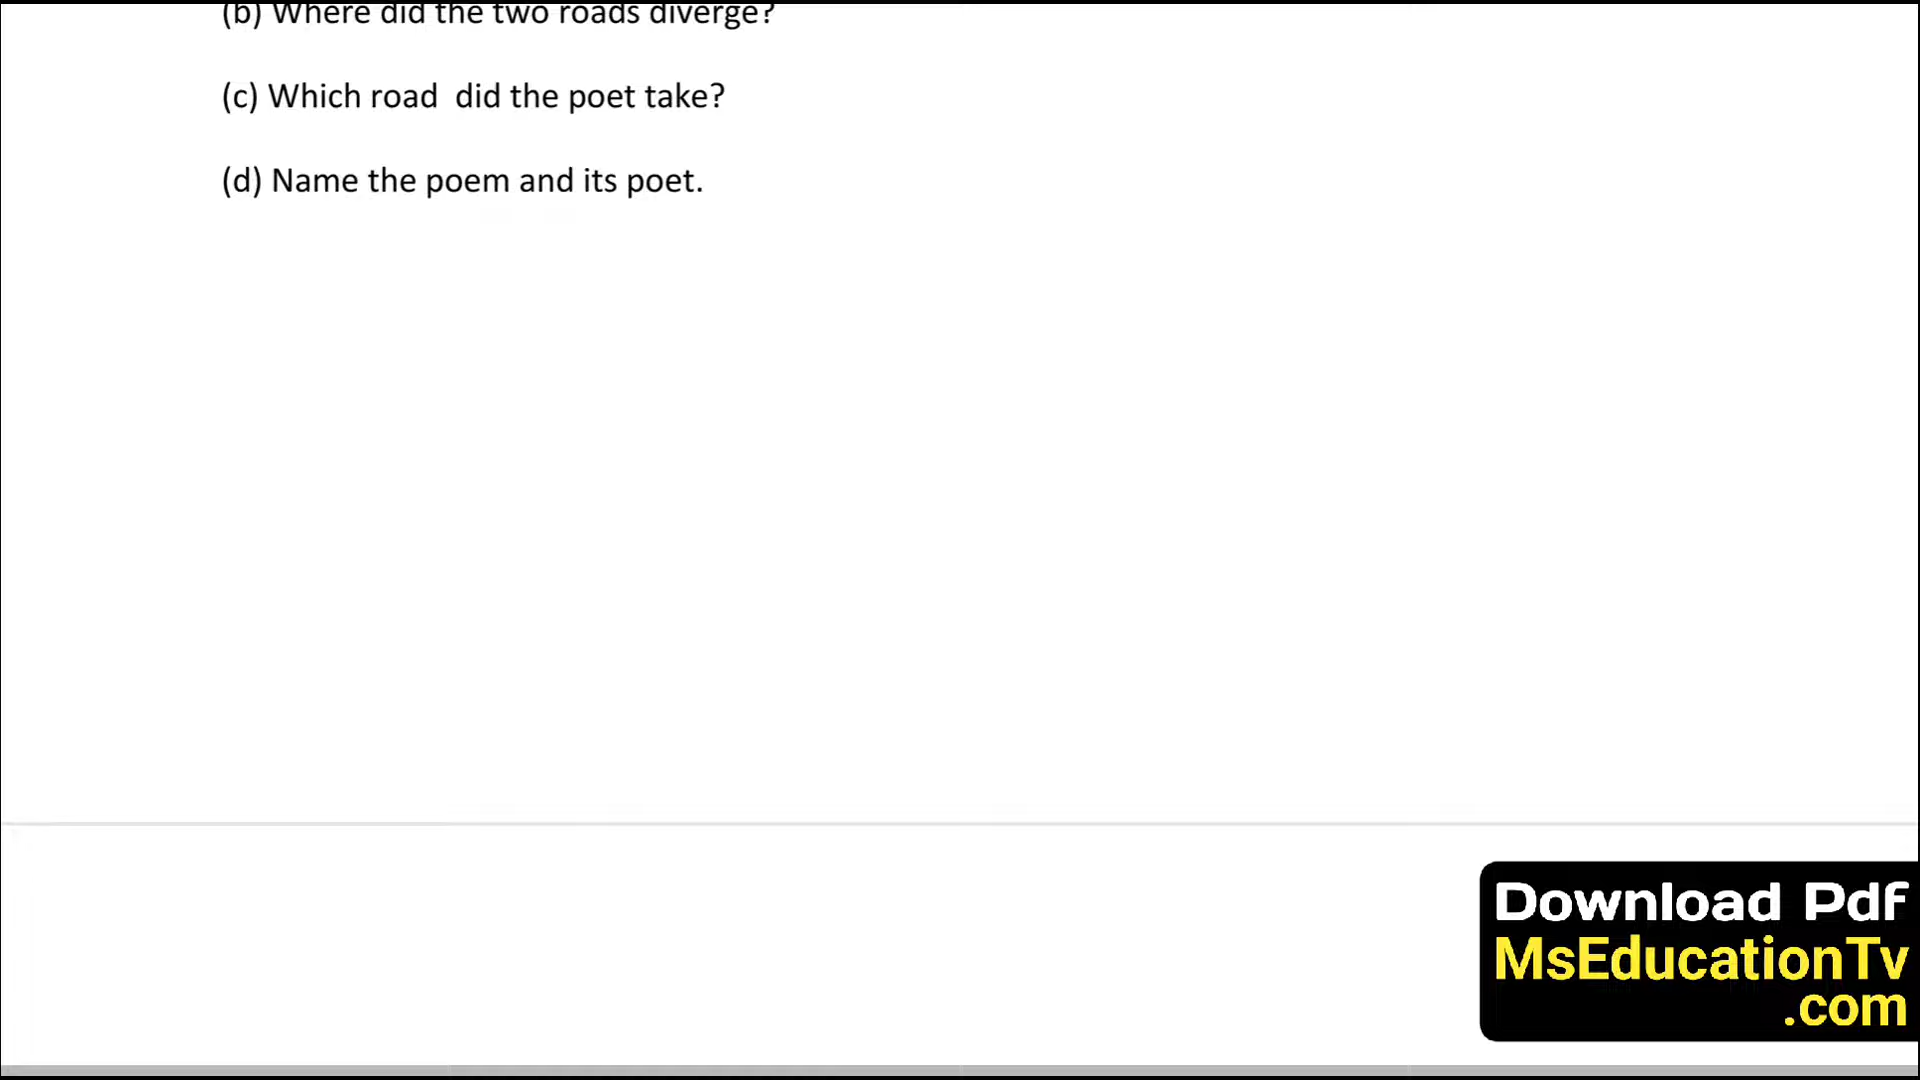 (b) Where did the two roads diverge?
(c) Which road  did the poet take?
(d) Name the poem and its poet.
Download Pdf
MsEducationTv
.com